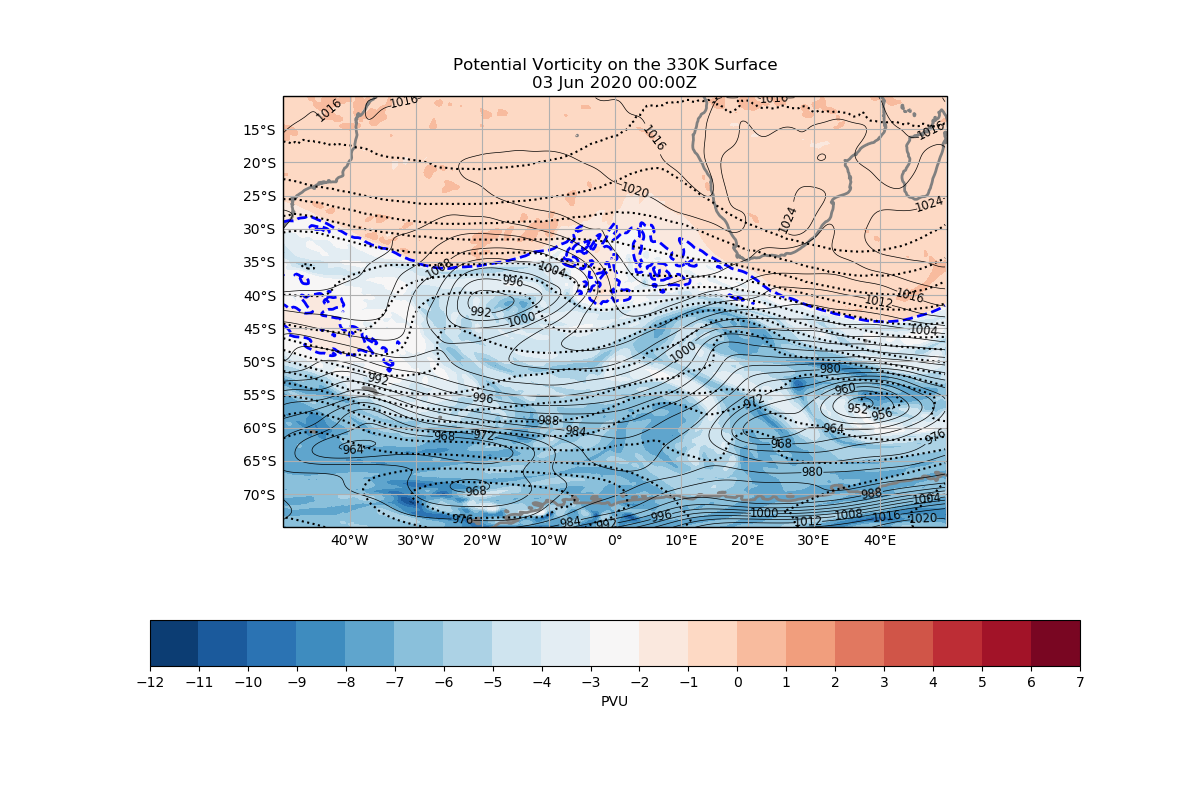 Potential Vorticity on the 330K Surface
03 Jun 2020 00:00Z
1016 1016 1016
15°S 1016 1016
20°S
1020
25°S 1024
1024
30°S
35°S 1008 1004
996
40°S 1012 1016
992 1000
45°S 1004
50°S 1000 980
992
55°S 996 972 960
952 956
60°S 988 984 964
968 972 968 976
964
65°S 980
70°S 968 988 1004
976 984 992 996 1000 1012 1008 1016 1020
40°W 30°W 20°W 10°W 0° 10°E 20°E 30°E 40°E
−12 −11 −10 −9 −8 −7 −6 −5 −4 −3 −2 −1 0 1 2 3 4 5 6 7
PVU